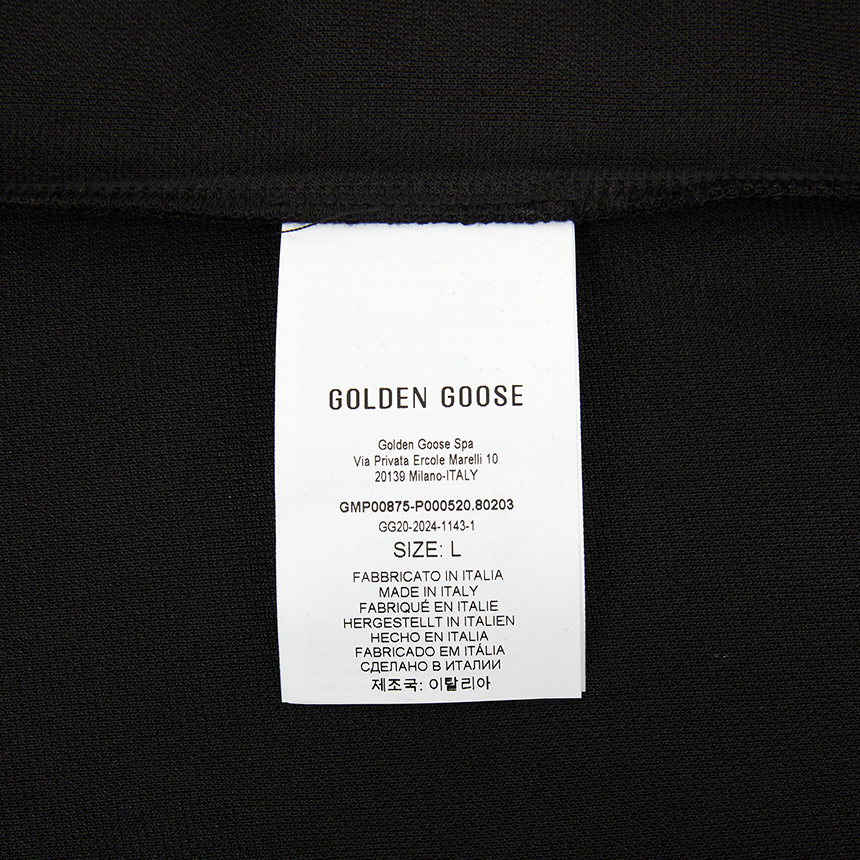 GOLDEN GOOSE
Golden Goose Spa
Via Privata Ercole Marelli 10
20139 Milano-ITALY
GMP00875-P000520.80203
GG20-2024-1143-1
SIZE: L
FABBRICATO IN ITALIA
MADE IN ITALY
FABRIQUÉ EN ITALIE
HERGESTELLT IN ITALIEN
HECHO EN ITALIA
FABRICADO EM ITÁLIA
СДЕЛАНО В ИТАЛИИ
제조국: 이탈리아